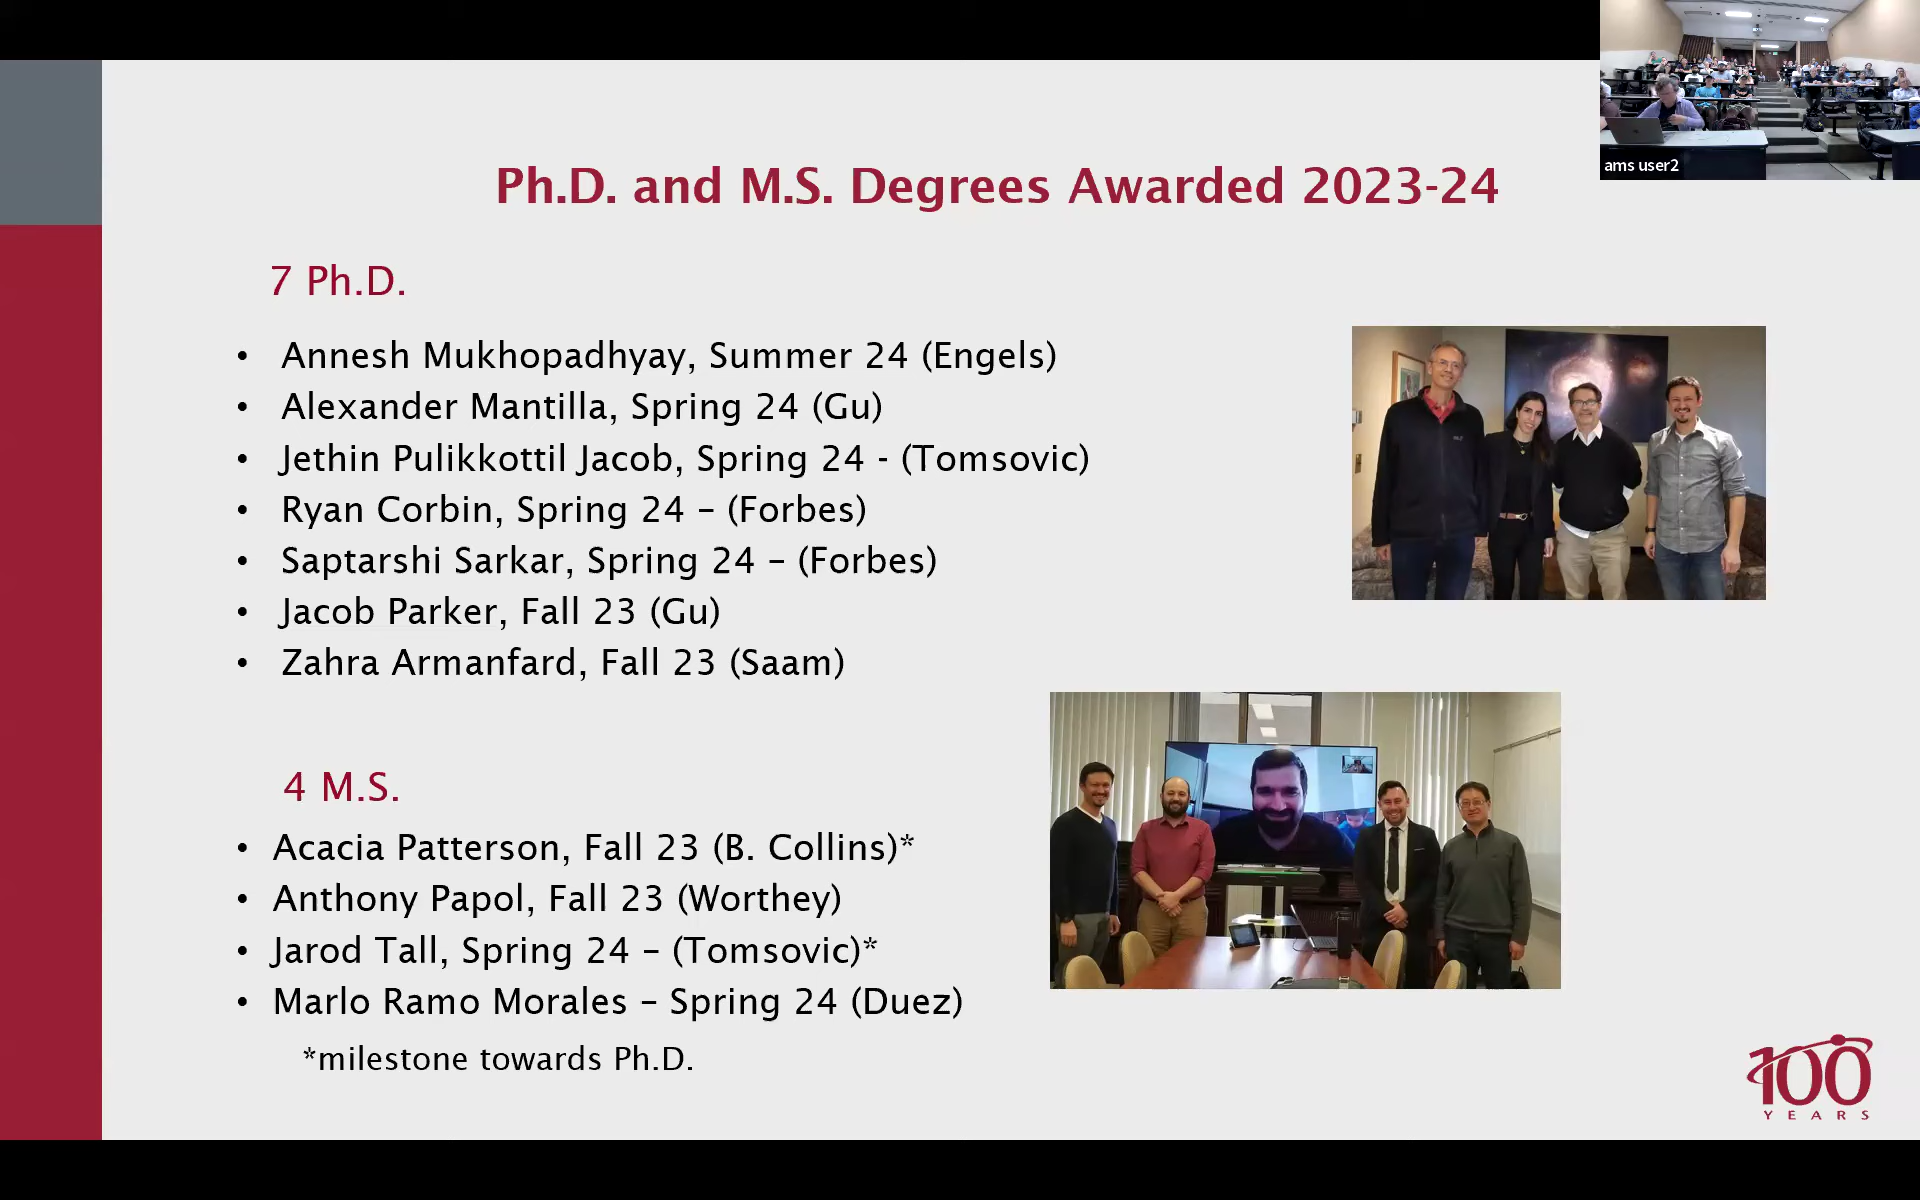 ams user2
Ph.D. and M.S. Degrees Awarded 2023-24
7 Ph.D.
• Annesh Mukhopadhyay, Summer 24 (Engels)
• Alexander Mantilla, Spring 24 (Gu)
• Jethin Pulikkottil Jacob, Spring 24 - (Tomsovic)
• Ryan Corbin, Spring 24 – (Forbes)
• Saptarshi Sarkar, Spring 24 – (Forbes)
• Jacob Parker, Fall 23 (Gu)
• Zahra Armanfard, Fall 23 (Saam)
4 M.S.
• Acacia Patterson, Fall 23 (B. Collins)*
• Anthony Papol, Fall 23 (Worthey)
• Jarod Tall, Spring 24 – (Tomsovic)*
• Marlo Ramo Morales – Spring 24 (Duez)
*milestone towards Ph.D.
100
YEARS